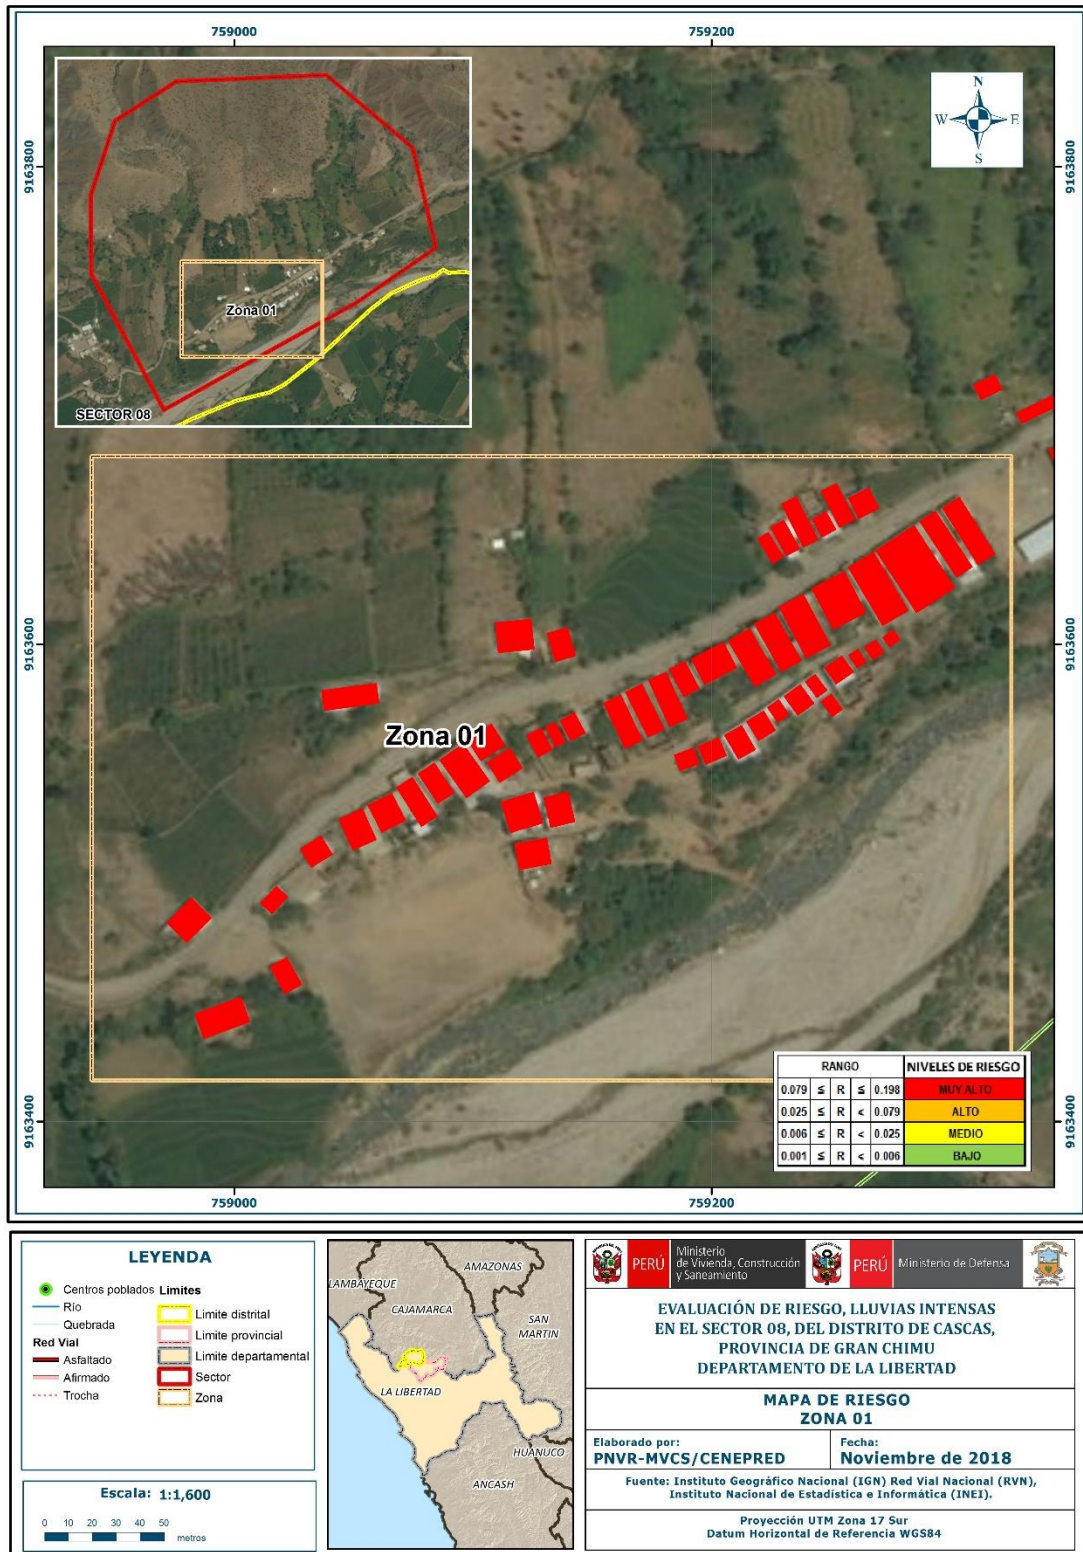 759000
759200
9163800
9163800
N
W
E
S
Zona 01
SECTOR 08
9163600
9163600
Zona 01
9163400
9163400
RANGO NIVELES DE RIESGO
0.079 ≤ R ≤ 0.198 MUY ALTO
0.025 ≤ R < 0.079 ALTO
0.006 ≤ R < 0.025 MEDIO
0.001 ≤ R < 0.006 BAJO
759000
759200
LEYENDA
Centros poblados
Río
Quebrada
Red Vial
Asfaltado
Afirmado
Trocha
Limites
Limite distrital
Limite provincial
Limite departamental
Sector
Zona
Escala: 1:1,600
0 10 20 30 40 50
metros
LAMBAYEQUE
AMAZONAS
CAJAMARCA
SAN
MARTIN
LA LIBERTAD
HUANUCO
ANCASH
PERÚ
Ministerio
de Vivienda, Construcción
y Saneamiento
PERÚ
Ministerio de Defensa
EVALUACIÓN DE RIESGO, LLUVIAS INTENSAS
EN EL SECTOR 08, DEL DISTRITO DE CASCAS,
PROVINCIA DE GRAN CHIMU
DEPARTAMENTO DE LA LIBERTAD
MAPA DE RIESGO
ZONA 01
Elaborado por:
PNVR-MVCS/CENEPRED
Fecha:
Noviembre de 2018
Fuente: Instituto Geográfico Nacional (IGN) Red Vial Nacional (RVN),
Instituto Nacional de Estadística e Informática (INEI).
Proyección UTM Zona 17 Sur
Datum Horizontal de Referencia WGS84